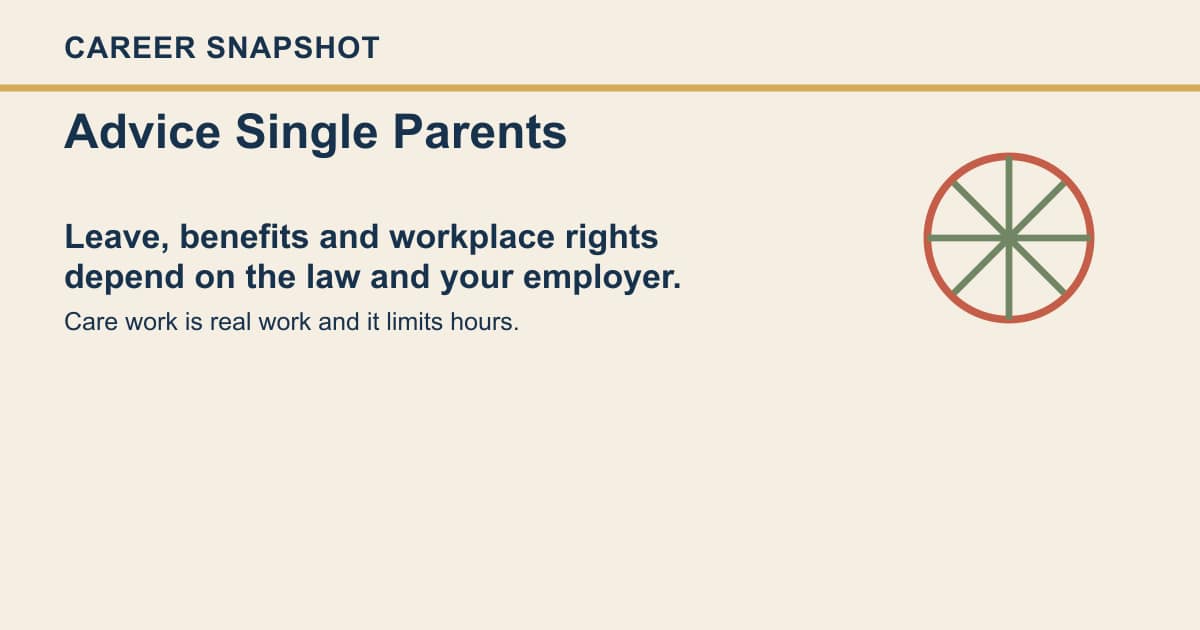 CAREER SNAPSHOT
Advice Single Parents
Leave, benefits and workplace rights
depend on the law and your employer.
Care work is real work and it limits hours.